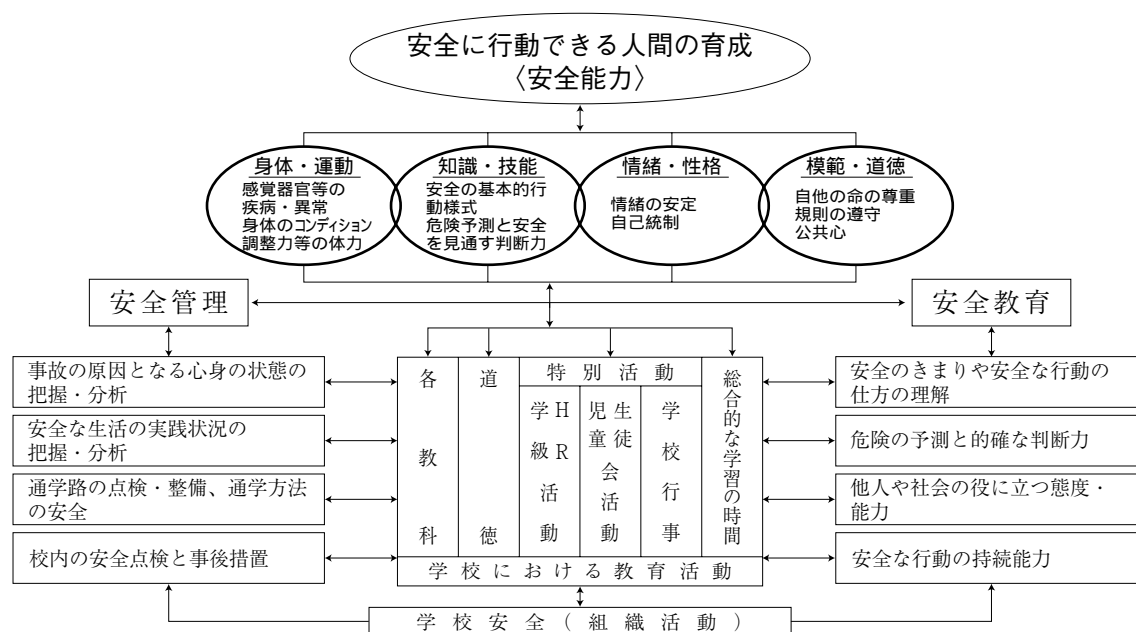 安全に行動できる人間の育成
〈安全能力〉
身体・運動
感覚器官等の
疾病・異常
身体のコンディション
調整力等の体力
知識・技能
安全の基本的行
動様式
危険予測と安全
を見通す判断力
情緒・性格
情緒の安定
自己統制
模範・道徳
自他の命の尊重
規則の遵守
公共心
安全管理
安全教育
事故の原因となる心身の状態の
把握・分析
安全な生活の実践状況の
把握・分析
通学路の点検・整備、通学方法
の安全
校内の安全点検と事後措置
各教科
道徳
特別活動
学級活動
HR
児童会活動
生徒
学校行事
総合的な学習の時間
学校における教育活動
安全のきまりや安全な行動の
仕方の理解
危険の予測と的確な判断力
他人や社会の役に立つ態度・
能力
安全な行動の持続能力
学校安全(組織活動)